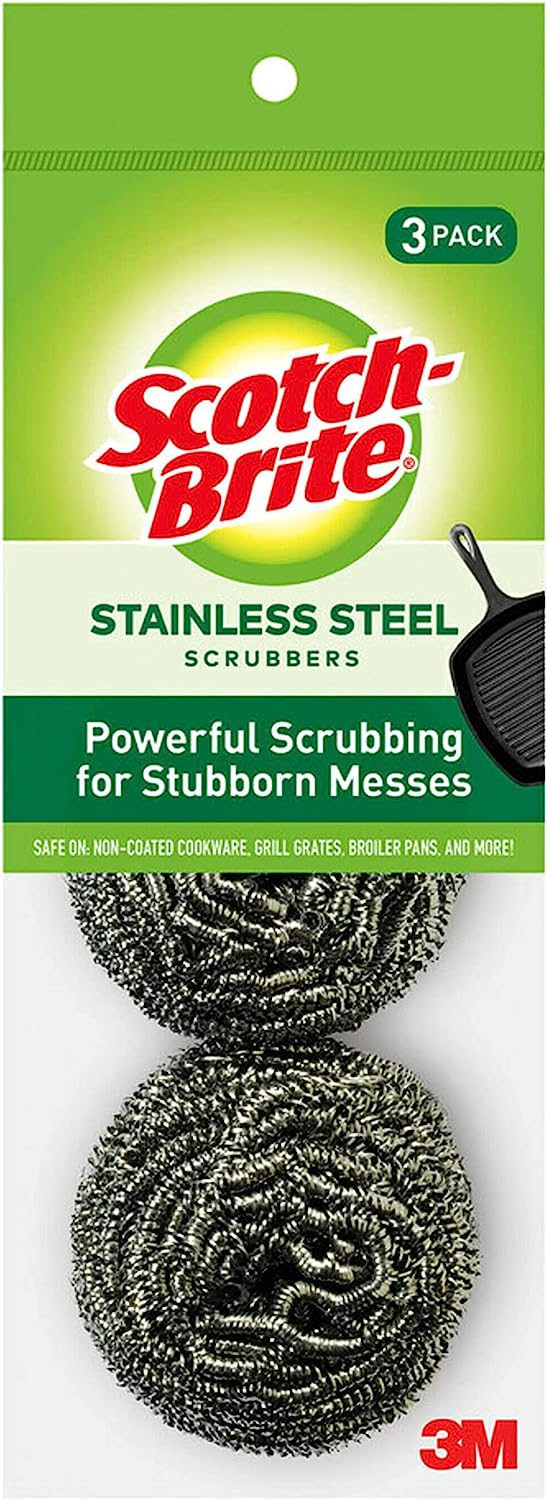 3 PACK
Scotch-
Brite®
STAINLESS STEEL
SCRUBBERS
Powerful Scrubbing
for Stubborn Messes
SAFE ON: NON-COATED COOKWARE, GRILL GRATES, BROILER PANS, AND MORE!
3M